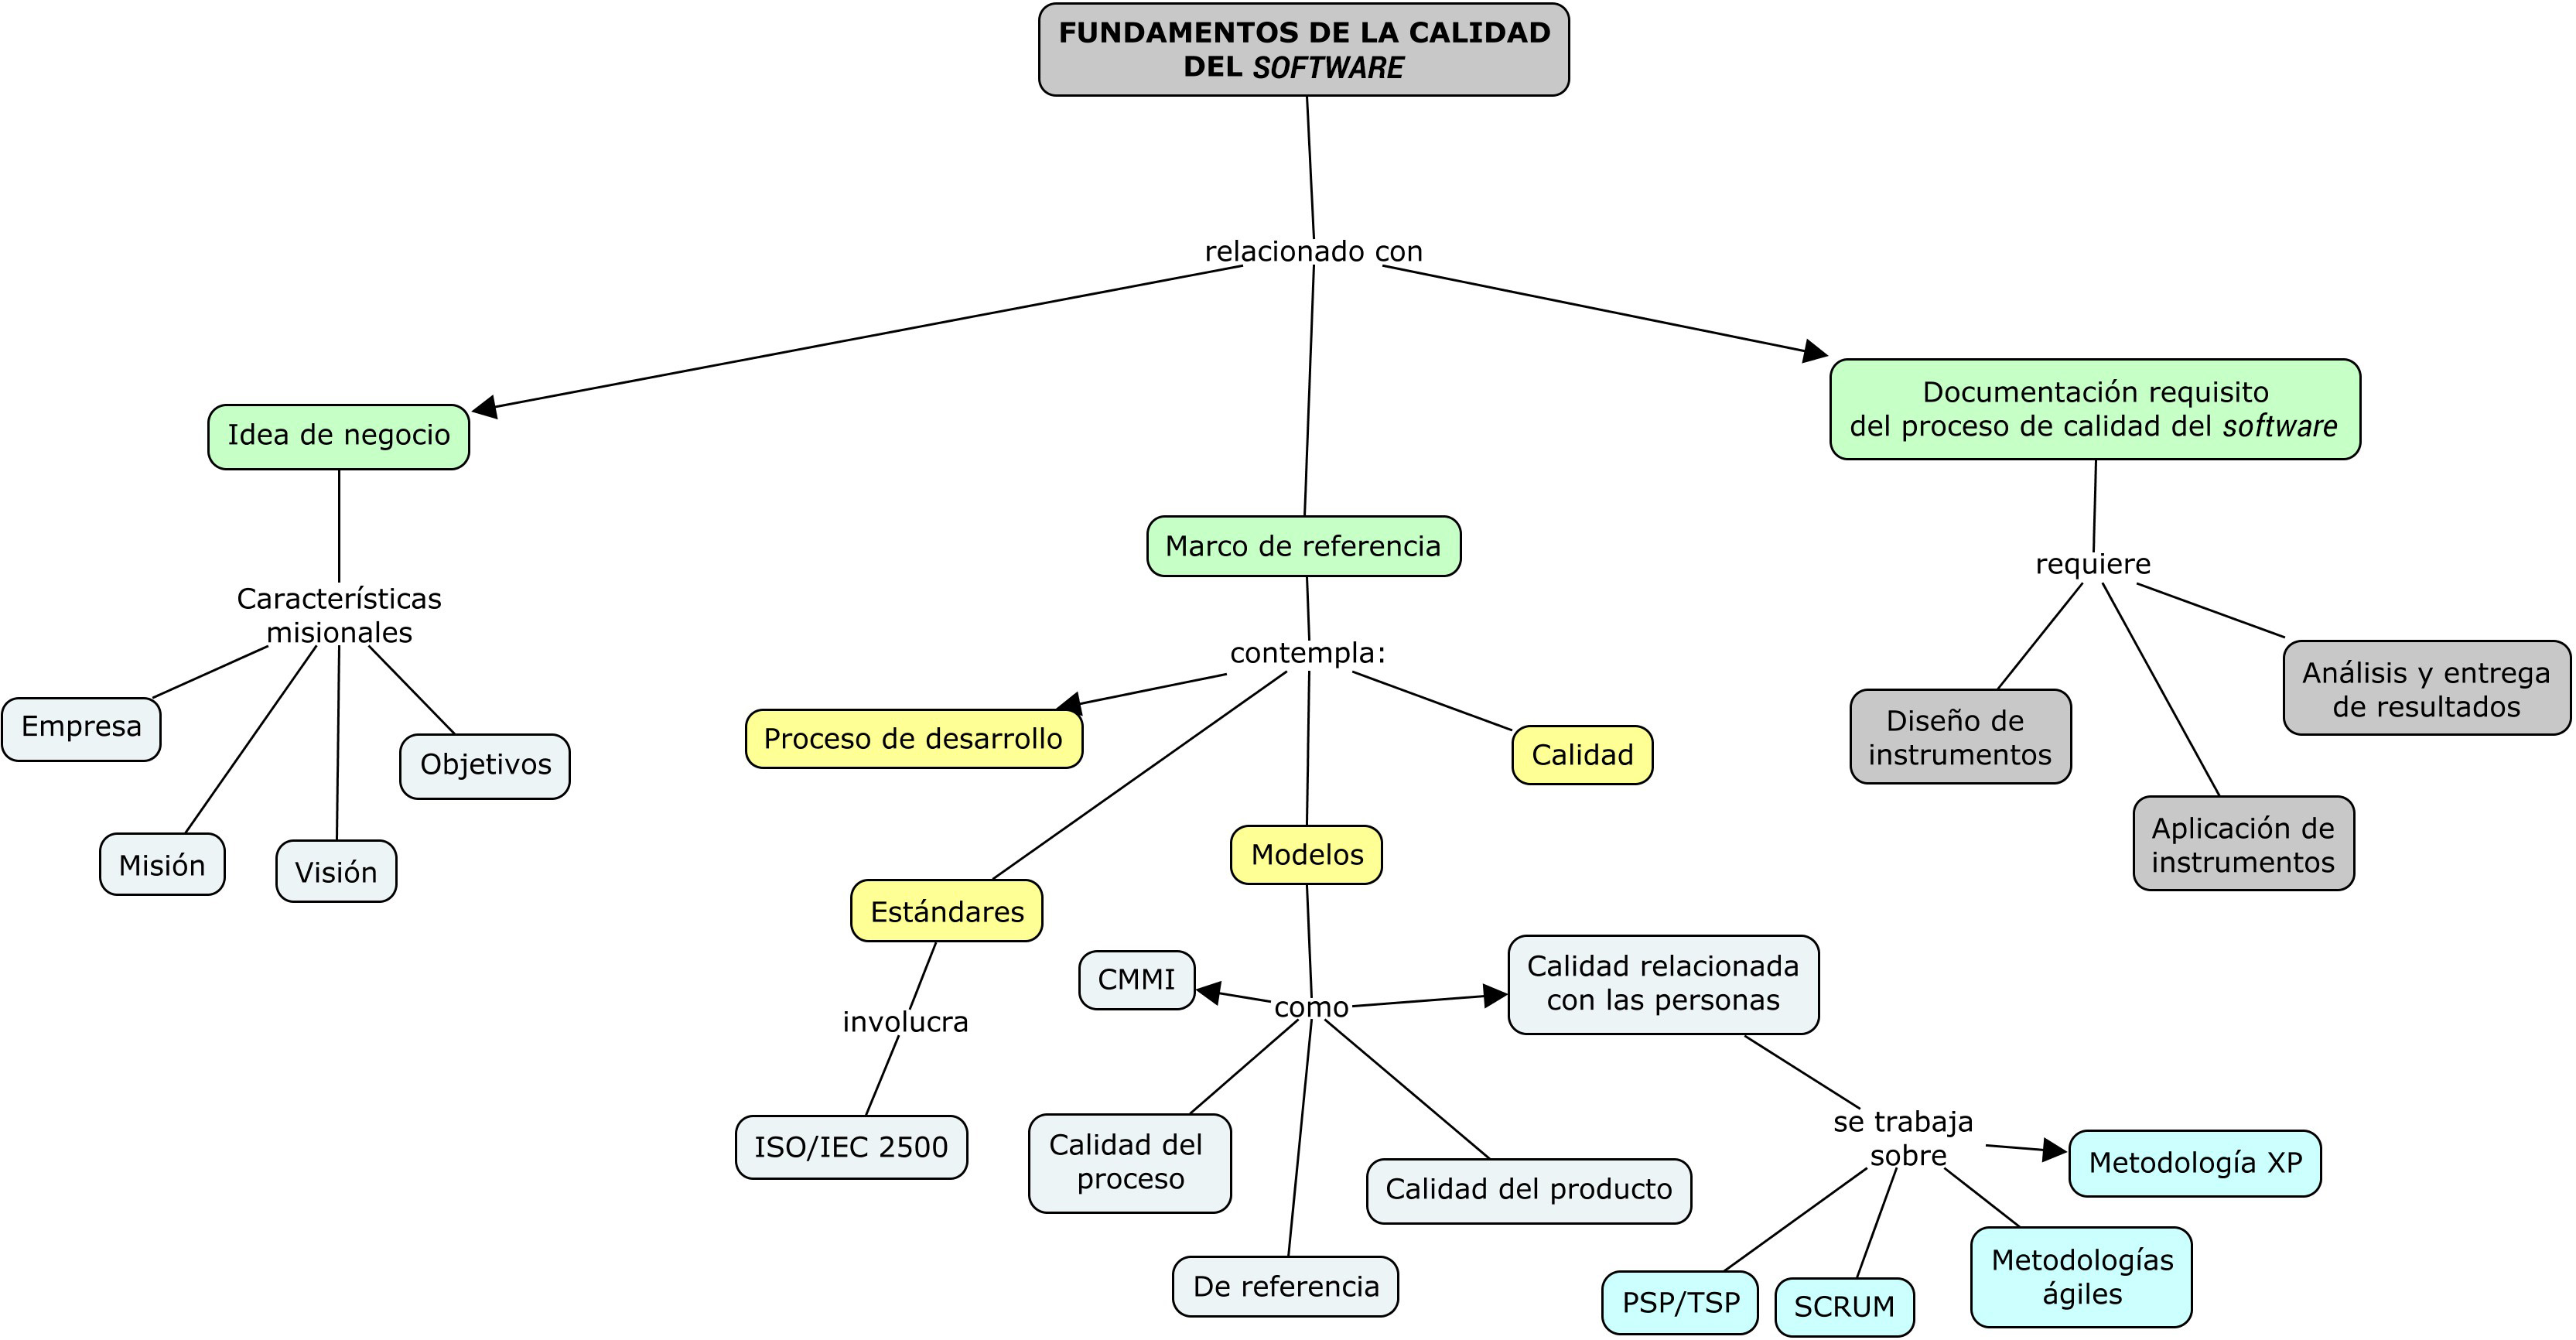 FUNDAMENTOS DE LA CALIDAD
DEL SOFTWARE
relacionado con
Idea de negocio
Características
misionales
Empresa
Misión
Visión
Objetivos
Marco de referencia
contempla:
Proceso de desarrollo
Estándares
involucra
ISO/IEC 2500
Modelos
como
CMMI
Calidad del
proceso
De referencia
Calidad del producto
Calidad relacionada
con las personas
se trabaja
sobre
PSP/TSP
SCRUM
Metodologías
ágiles
Metodología XP
Calidad
Documentación requisito
del proceso de calidad del software
requiere
Diseño de
instrumentos
Aplicación de
instrumentos
Análisis y entrega
de resultados